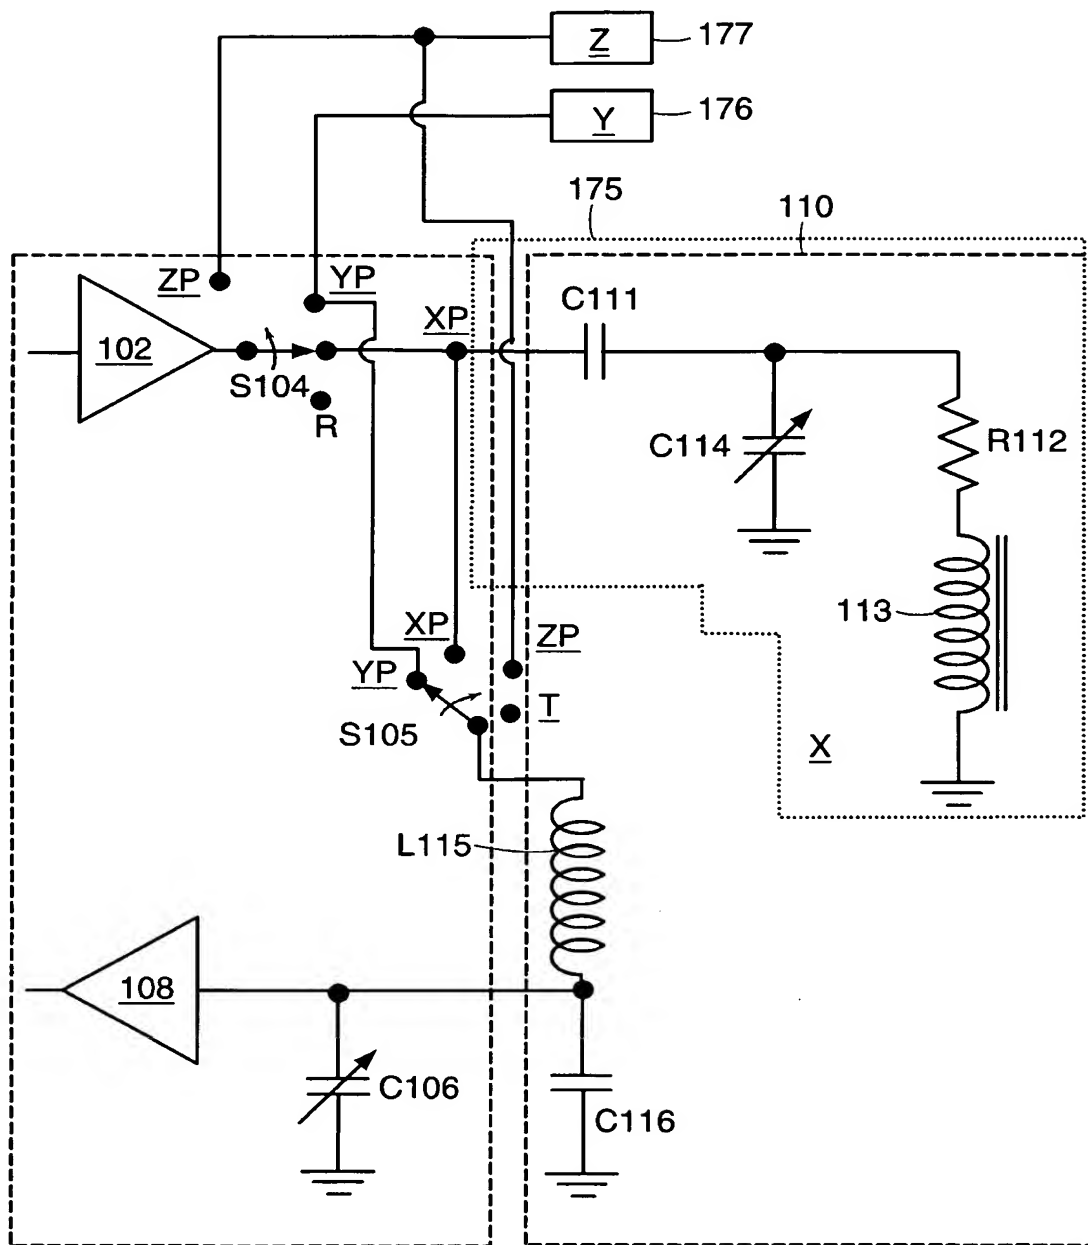 Z 177
Y 176
175 110
ZP YP C111
XP
102
S104
R
C114 R112
113
XP ZP
YP
T
S105
X
L115
108
C106
C116